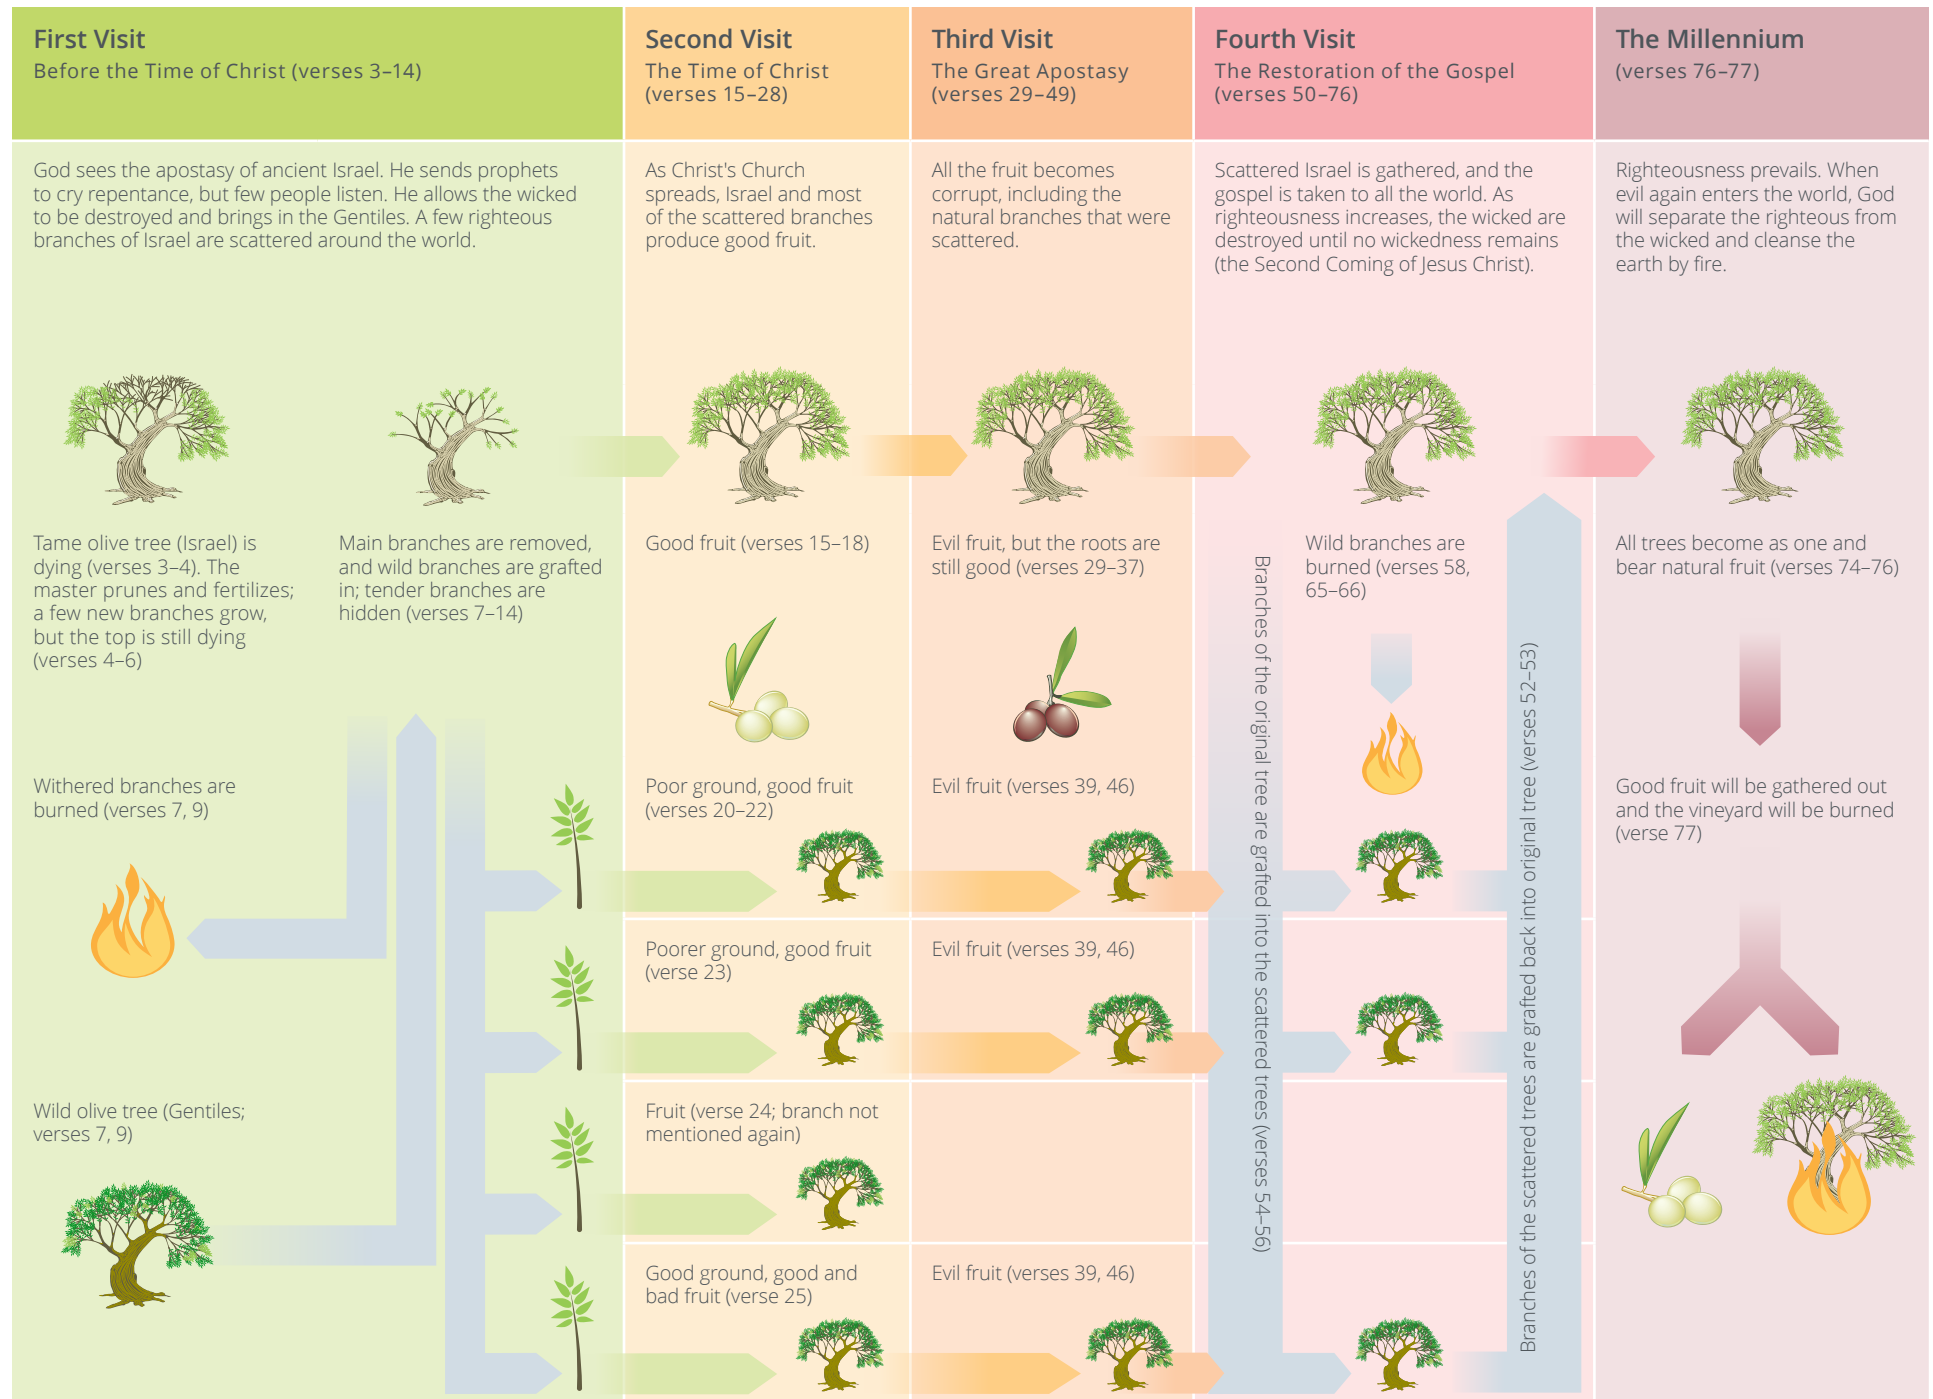 First Visit
Before the Time of Christ (verses 3–14)
Second Visit
The Time of Christ
(verses 15–28)
Third Visit
The Great Apostasy
(verses 29–49)
Fourth Visit
The Restoration of the Gospel
(verses 50–76)
The Millennium
(verses 76–77)
God sees the apostasy of ancient Israel. He sends prophets
to cry repentance, but few people listen. He allows the wicked
to be destroyed and brings in the Gentiles. A few righteous
branches of Israel are scattered around the world.
As Christ's Church
spreads, Israel and most
of the scattered branches
produce good fruit.
All the fruit becomes
corrupt, including the
natural branches that were
scattered.
Scattered Israel is gathered, and the
gospel is taken to all the world. As
righteousness increases, the wicked are
destroyed until no wickedness remains
(the Second Coming of Jesus Christ).
Righteousness prevails. When
evil again enters the world, God
will separate the righteous from
the wicked and cleanse the
earth by fire.
Tame olive tree (Israel) is
dying (verses 3–4). The
master prunes and fertilizes;
a few new branches grow,
but the top is still dying
(verses 4–6)
Main branches are removed,
and wild branches are grafted
in; tender branches are
hidden (verses 7–14)
Good fruit (verses 15–18)
Evil fruit, but the roots are
still good (verses 29–37)
Branches of the original tree are grafted into the scattered trees (verses 54–56)
Wild branches are
burned (verses 58,
65–66)
Branches of the scattered trees are grafted back into original tree (verses 52–53)
All trees become as one and
bear natural fruit (verses 74–76)
Withered branches are
burned (verses 7, 9)
Poor ground, good fruit
(verses 20–22)
Evil fruit (verses 39, 46)
Good fruit will be gathered out
and the vineyard will be burned
(verse 77)
Poorer ground, good fruit
(verse 23)
Evil fruit (verses 39, 46)
Wild olive tree (Gentiles;
verses 7, 9)
Fruit (verse 24; branch not
mentioned again)
Good ground, good and
bad fruit (verse 25)
Evil fruit (verses 39, 46)